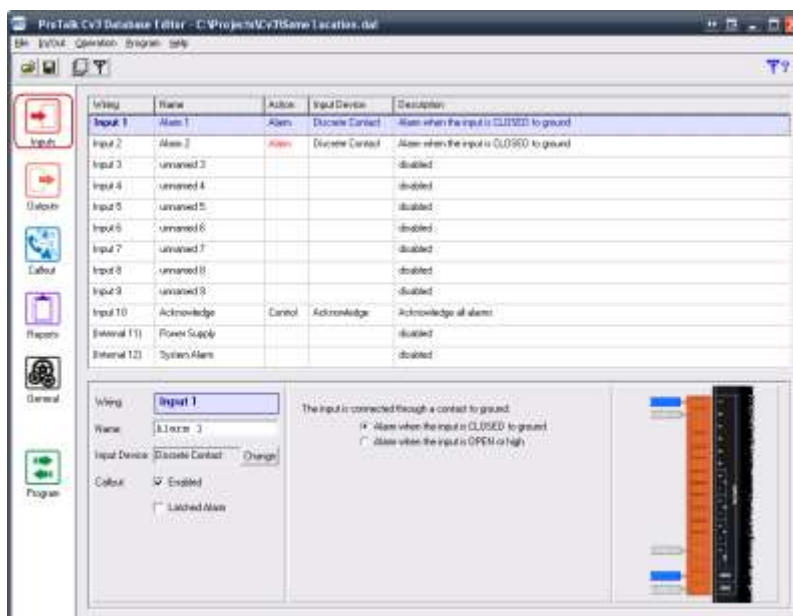 ProTalk Cv3 Database Editor - C:\Projects\Cv3\Some Location.dat
File In/Out Operation Program Help
Wiring Name Action Input Device Description
Input 1 Alarm 1 Alarm Discrete Contact Alarm when the input is CLOSED to ground
Input 2 Alarm 2 Alarm Discrete Contact Alarm when the input is CLOSED to ground
Input 3 unnamed 3 disabled
Input 4 unnamed 4 disabled
Input 5 unnamed 5 disabled
Input 6 unnamed 6 disabled
Input 7 unnamed 7 disabled
Input 8 unnamed 8 disabled
Input 9 unnamed 9 disabled
Input 10 Acknowledge Control Acknowledge Acknowledge all alarms
(Internal 11) Power Supply disabled
(Internal 12) System Alarm disabled
Inputs
Outputs
Callout
Reports
General
Program
Wiring Input 1
Name Alarm 1
Input Device Discrete Contact Change
Callout Enabled
Latched Alarm
The input is connected through a contact to ground:
Alarm when the input is CLOSED to ground
Alarm when the input is OPEN or high